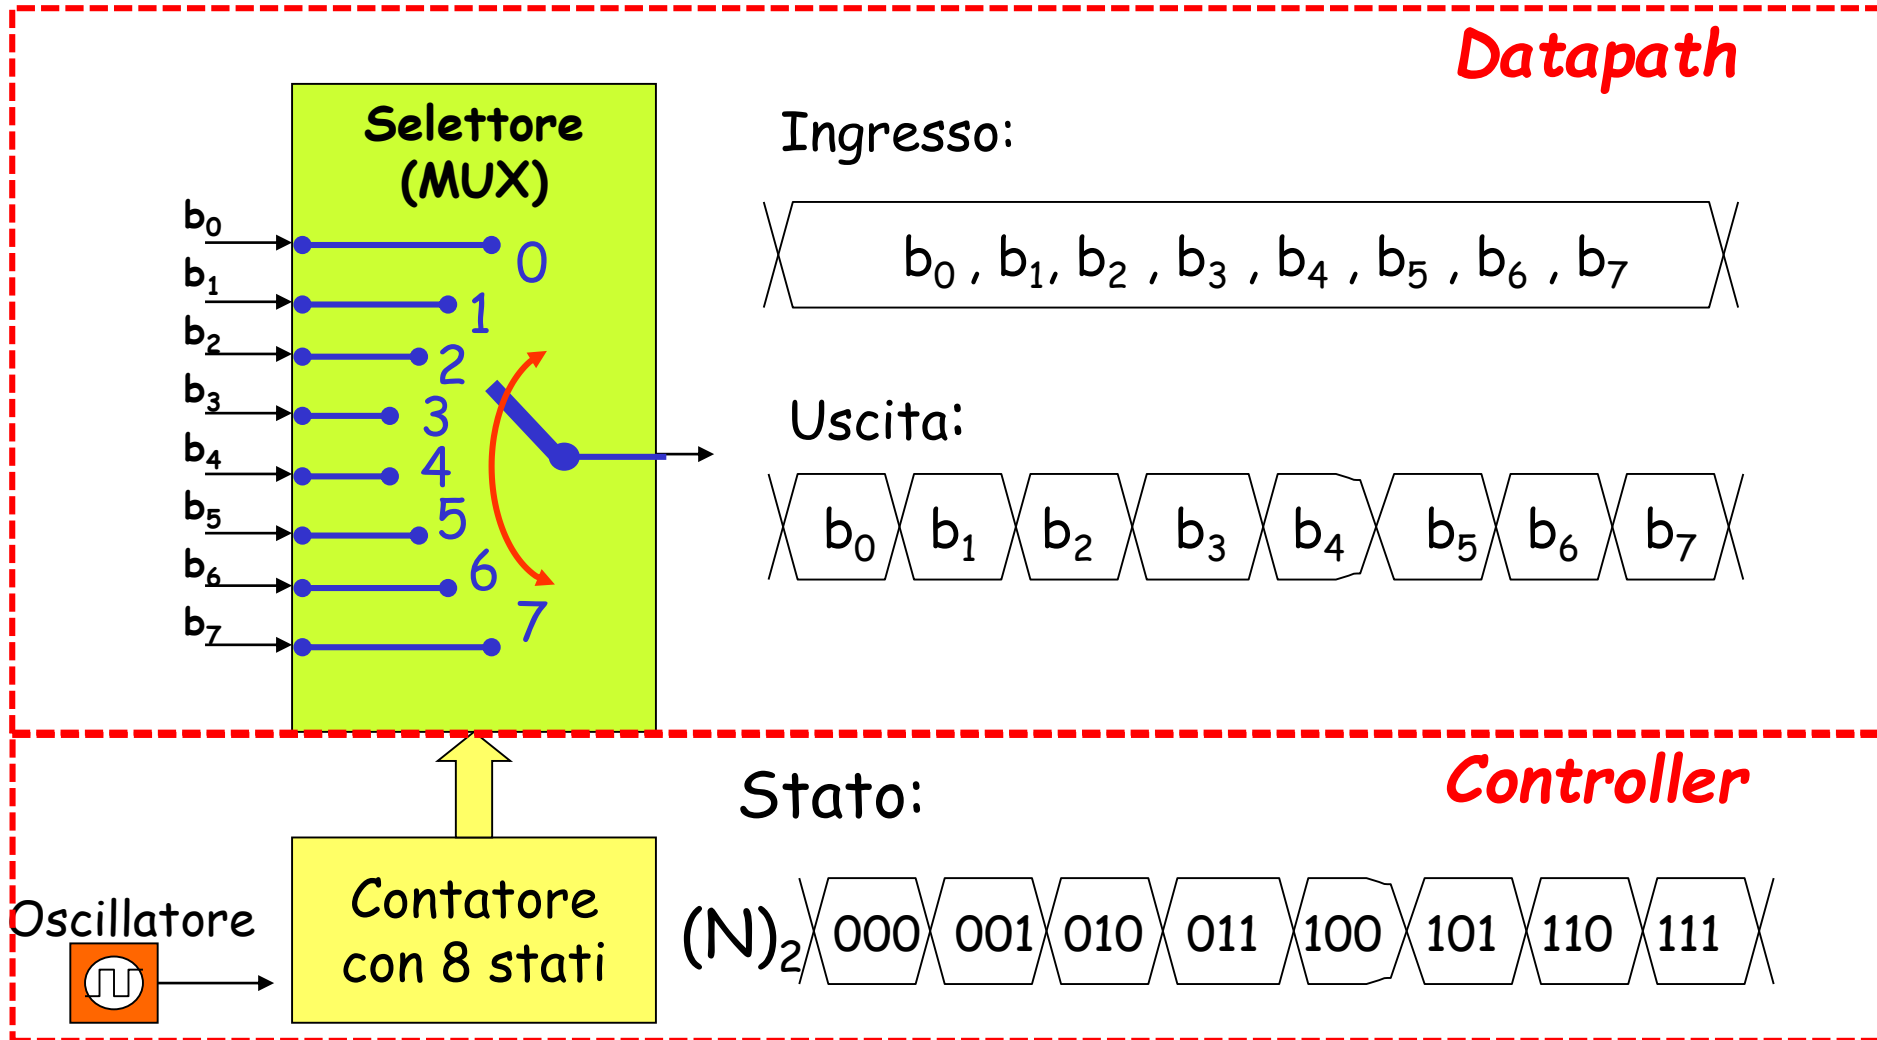 Datapath
Selettore
(MUX)
Ingresso:
b0
b1
b2
b3
b4
b5
b6
b7
0
1
2
3
4
5
6
7
b0 , b1, b2 , b3 , b4 , b5 , b6 , b7
Uscita:
b0 b1 b2 b3 b4 b5 b6 b7
Controller
Stato:
Oscillatore
Contatore
con 8 stati
(N)2 000 001 010 011 100 101 110 111